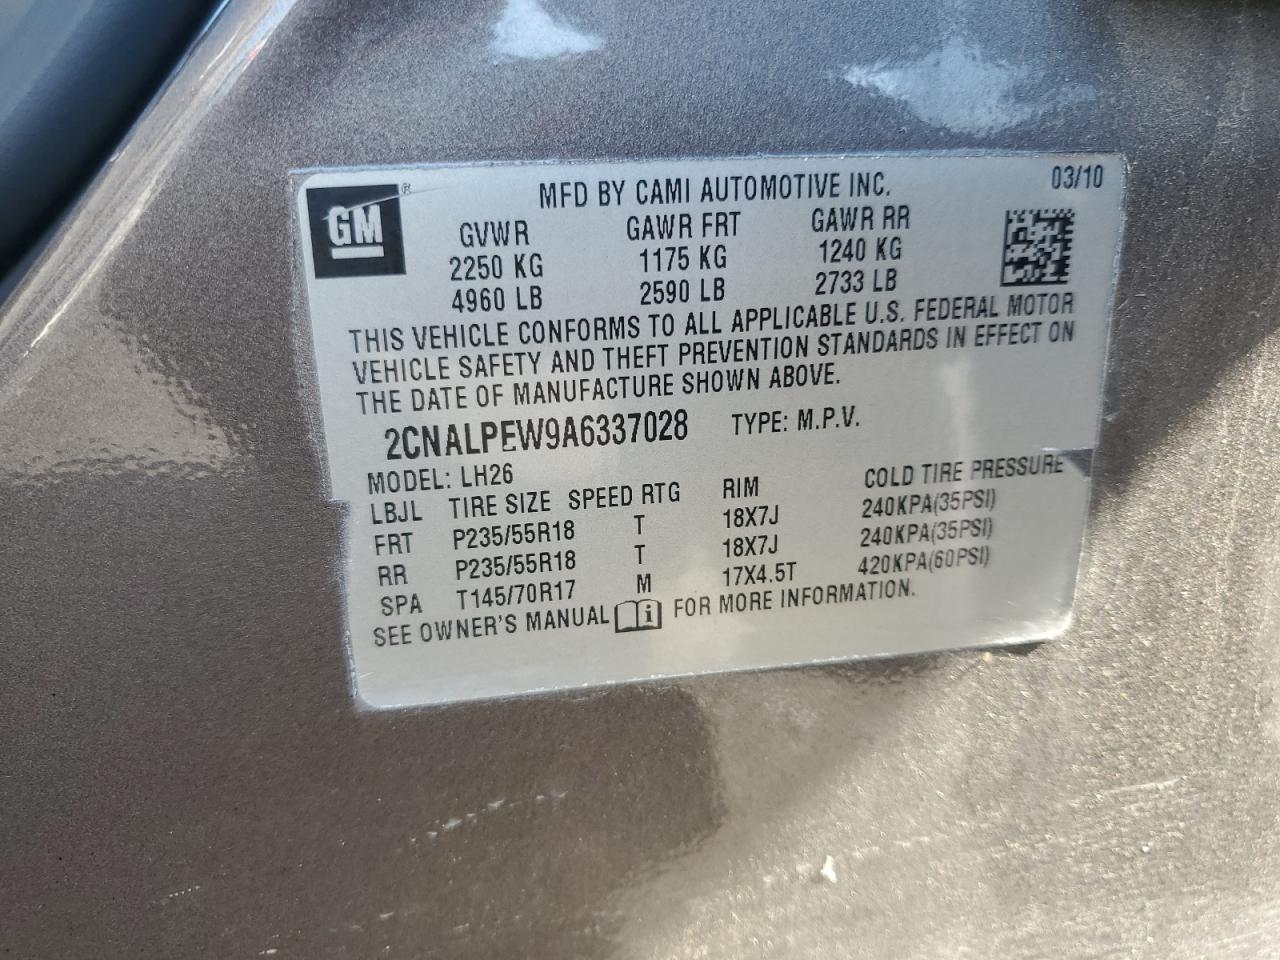 GM ® MFD BY CAMI AUTOMOTIVE INC. 03/10
GVWR GAWR FRT GAWR RR
2250 KG 1175 KG 1240 KG
4960 LB 2590 LB 2733 LB
THIS VEHICLE CONFORMS TO ALL APPLICABLE U.S. FEDERAL MOTOR
VEHICLE SAFETY AND THEFT PREVENTION STANDARDS IN EFFECT ON
THE DATE OF MANUFACTURE SHOWN ABOVE.
2CNALPEW9A6337028 TYPE: M.P.V.
MODEL: LH26
LBJL TIRE SIZE SPEED RTG RIM COLD TIRE PRESSURE
FRT P235/55R18 T 18X7J 240KPA(35PSI)
RR P235/55R18 T 18X7J 240KPA(35PSI)
SPA T145/70R17 M 17X4.5T 420KPA(60PSI)
SEE OWNER'S MANUAL i FOR MORE INFORMATION.